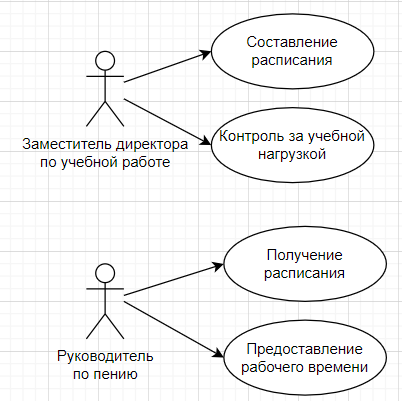 Составление
расписания
Заместитель директора
по учебной работе
Контроль за учебной
нагрузкой
Получение
расписания
Руководитель
по пению
Предоставление
рабочего времени